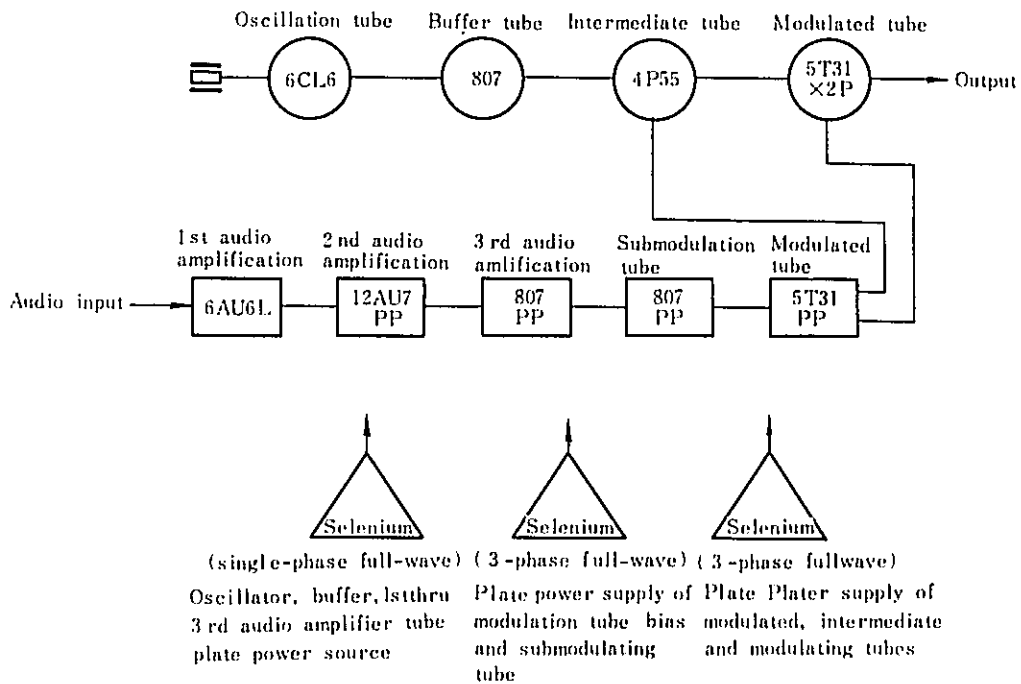 Oscillation tube
Buffer tube
Intermediate tube
Modulated tube
6CL6
807
4P55
5T31
×2P
Output
1st audio
amplification
2nd audio
amplification
3rd audio
amlification
Submodulation
tube
Modulated
tube
Audio input
6AU6L
12AU7
PP
807
PP
807
PP
5T31
PP
Selenium
Selenium
Selenium
(single-phase full-wave)
(3-phase full-wave)
(3-phase fullwave)
Oscillator, buffer, lstthru
3rd audio amplifier tube
plate power source
Plate power supply of
modulation tube bias
and submodulating
tube
Plate Plater supply of
modulated, intermediate
and modulating tubes